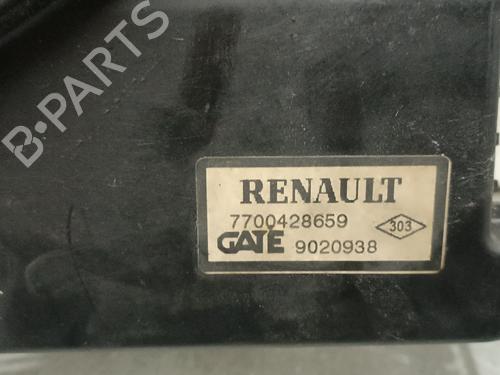 B-PARTS
RENAULT
7700428659
303
GATE 9020938